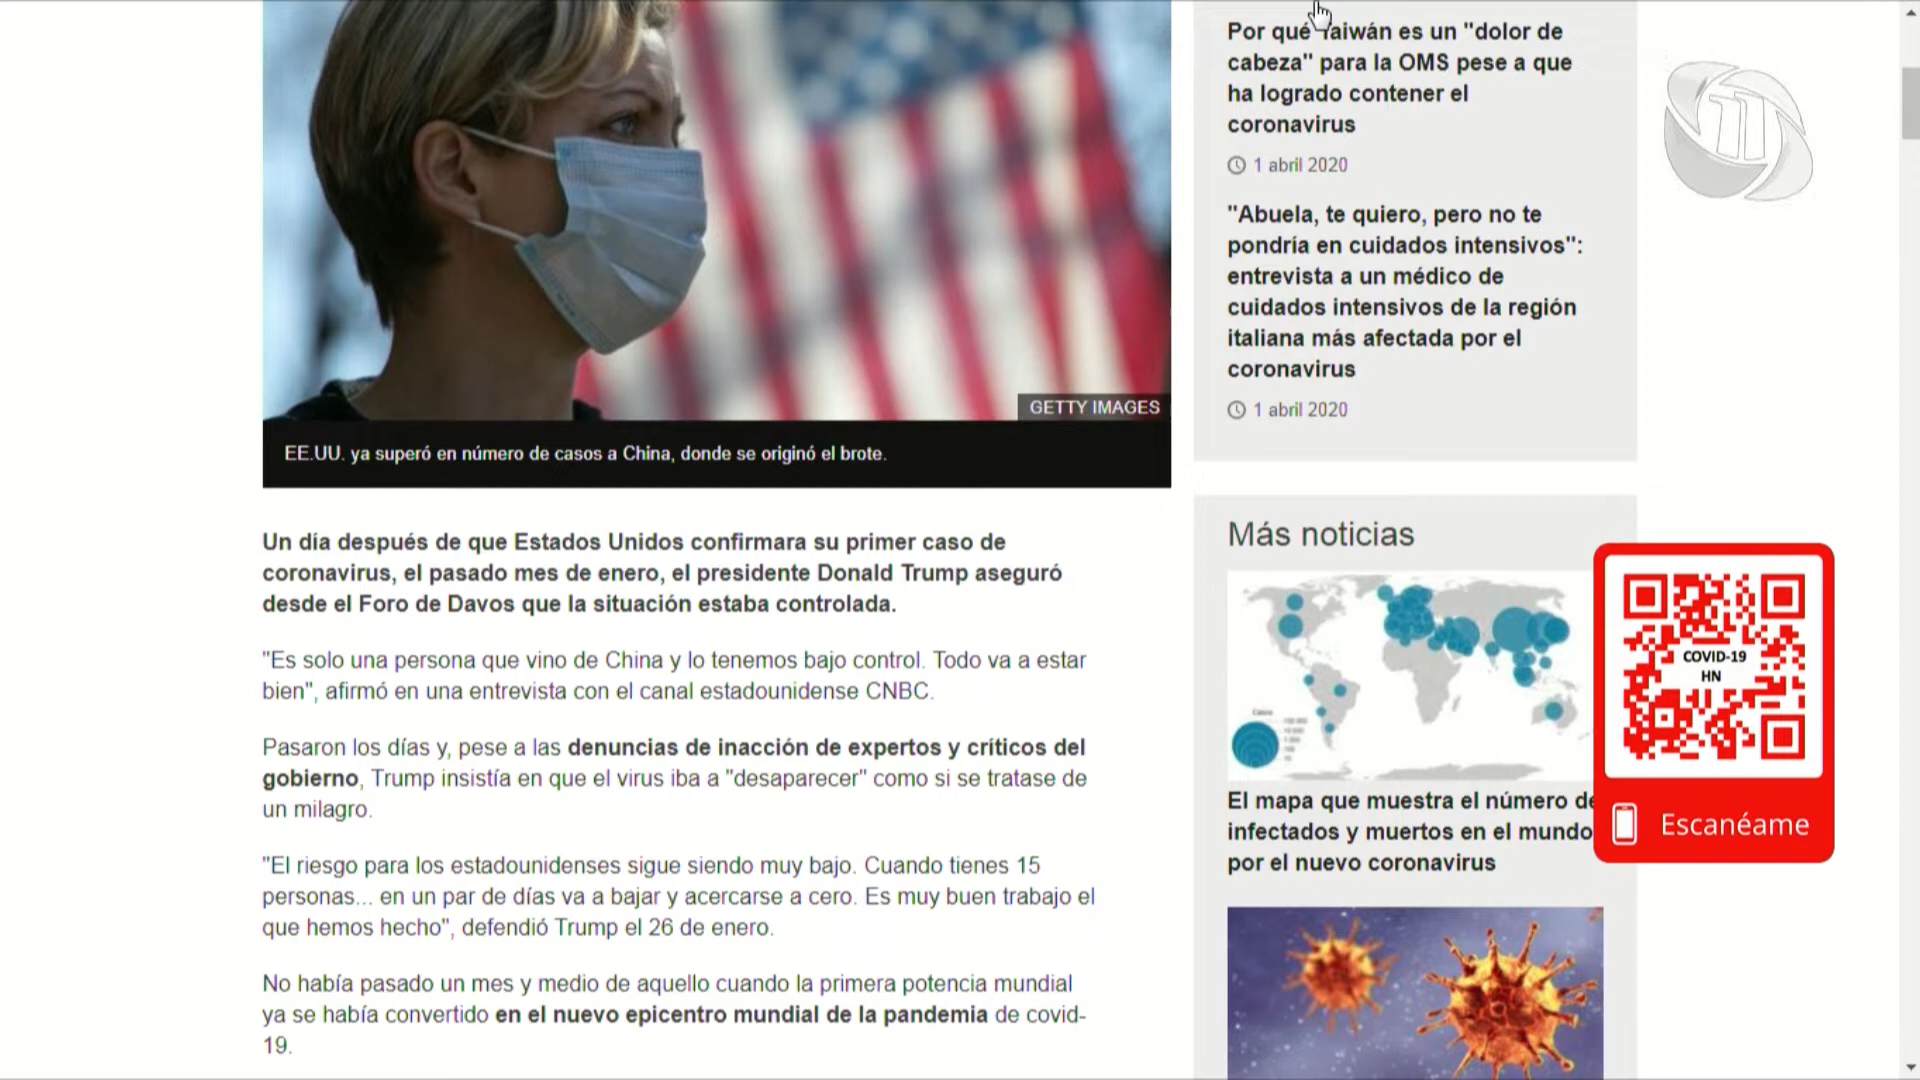 GETTY IMAGES
EE.UU. ya superó en número de casos a China, donde se originó el brote.
Un día después de que Estados Unidos confirmara su primer caso de
coronavirus, el pasado mes de enero, el presidente Donald Trump aseguró
desde el Foro de Davos que la situación estaba controlada.
"Es solo una persona que vino de China y lo tenemos bajo control. Todo va a estar
bien", afirmó en una entrevista con el canal estadounidense CNBC.
Pasaron los días y, pese a las denuncias de inacción de expertos y críticos del
gobierno, Trump insistía en que el virus iba a "desaparecer" como si se tratase de
un milagro.
"El riesgo para los estadounidenses sigue siendo muy bajo. Cuando tienes 15
personas... en un par de días va a bajar y acercarse a cero. Es muy buen trabajo el
que hemos hecho", defendió Trump el 26 de enero.
No había pasado un mes y medio de aquello cuando la primera potencia mundial
ya se había convertido en el nuevo epicentro mundial de la pandemia de covid-
19.
Por qué Taiwán es un "dolor de
cabeza" para la OMS pese a que
ha logrado contener el
coronavirus
1 abril 2020
"Abuela, te quiero, pero no te
pondría en cuidados intensivos":
entrevista a un médico de
cuidados intensivos de la región
italiana más afectada por el
coronavirus
1 abril 2020
Más noticias
El mapa que muestra el número de
infectados y muertos en el mundo
por el nuevo coronavirus
11
COVID-19
HN
Escanéame